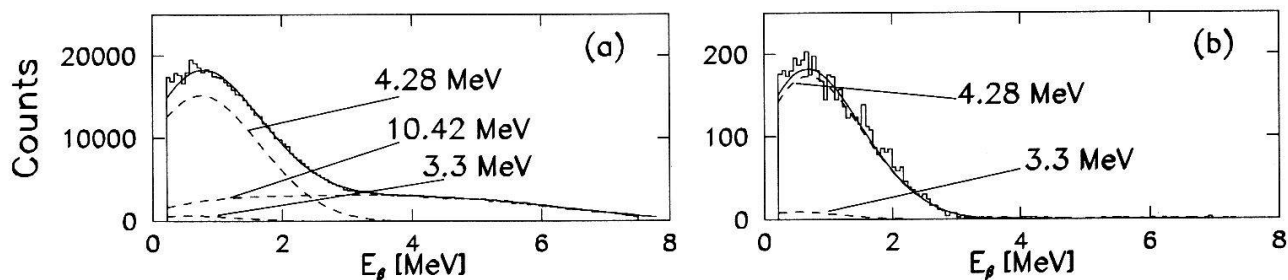 Counts
20000
10000
0
(a)
4.28 MeV
10.42 MeV
3.3 MeV
0 2 4 6 8
E_β [MeV]
200
100
0
(b)
4.28 MeV
3.3 MeV
0 2 4 6 8
E_β [MeV]